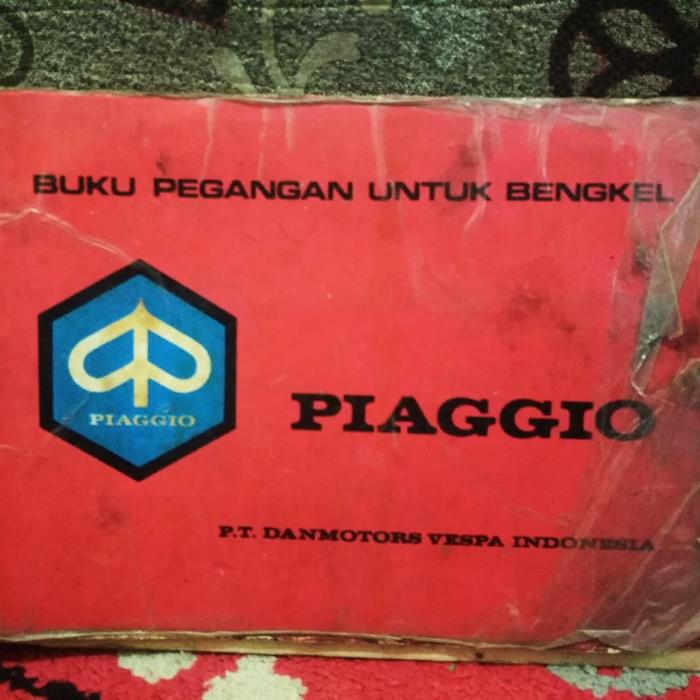 BUKU PEGANGAN UNTUK BENGKEL
PIAGGIO
PIAGGIO
P.T. DANMOTORS VESPA INDONESIA